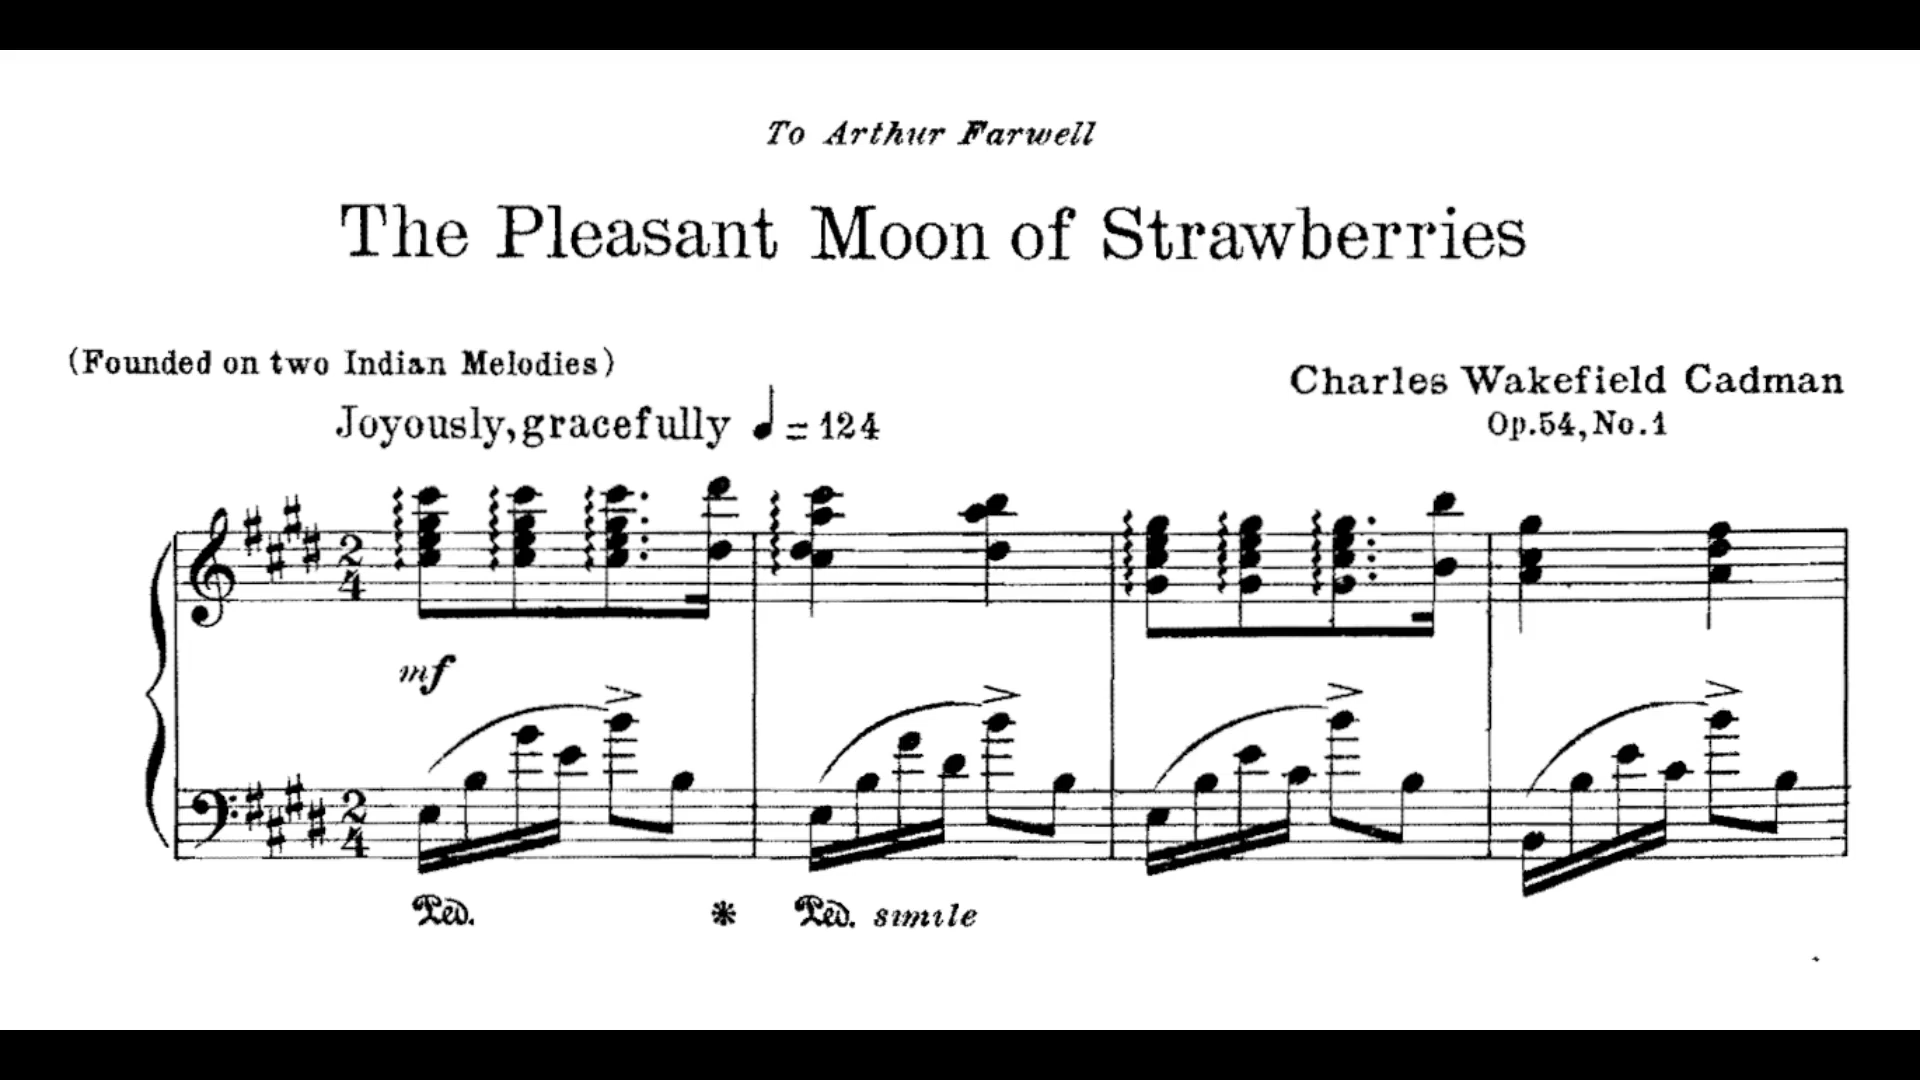 To Arthur Farwell
The Pleasant Moon of Strawberries
(Founded on two Indian Melodies)
Charles Wakefield Cadman
Joyously, gracefully ♩ = 124
Op. 54, No. 1
2
4
mf
2
4
Ped. * Ped. simile